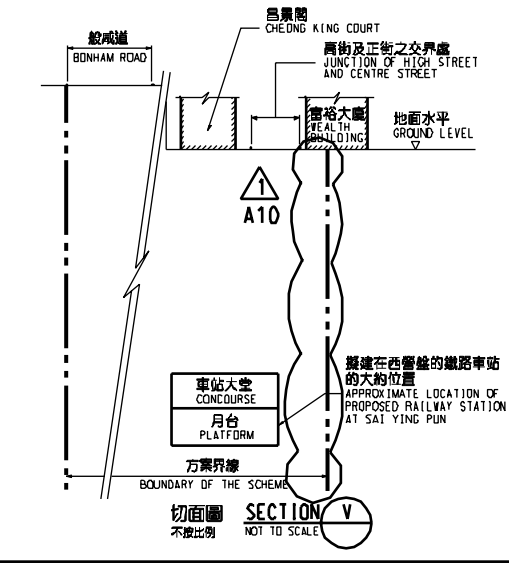 昌景閣
CHEONG KING COURT
般咸道
BONHAM ROAD
高街及正街之交界處
JUNCTION OF HIGH STREET
AND CENTRE STREET
富裕大廈
WEALTH
BUILDING
地面水平
GROUND LEVEL
1
A10
擬建在西營盤的鐵路車站
的大約位置
APPROXIMATE LOCATION OF
PROPOSED RAILWAY STATION
AT SAI YING PUN
車站大堂
CONCOURSE
月台
PLATFORM
方案界線
BOUNDARY OF THE SCHEME
切面圖 SECTION V
不按比例 NOT TO SCALE